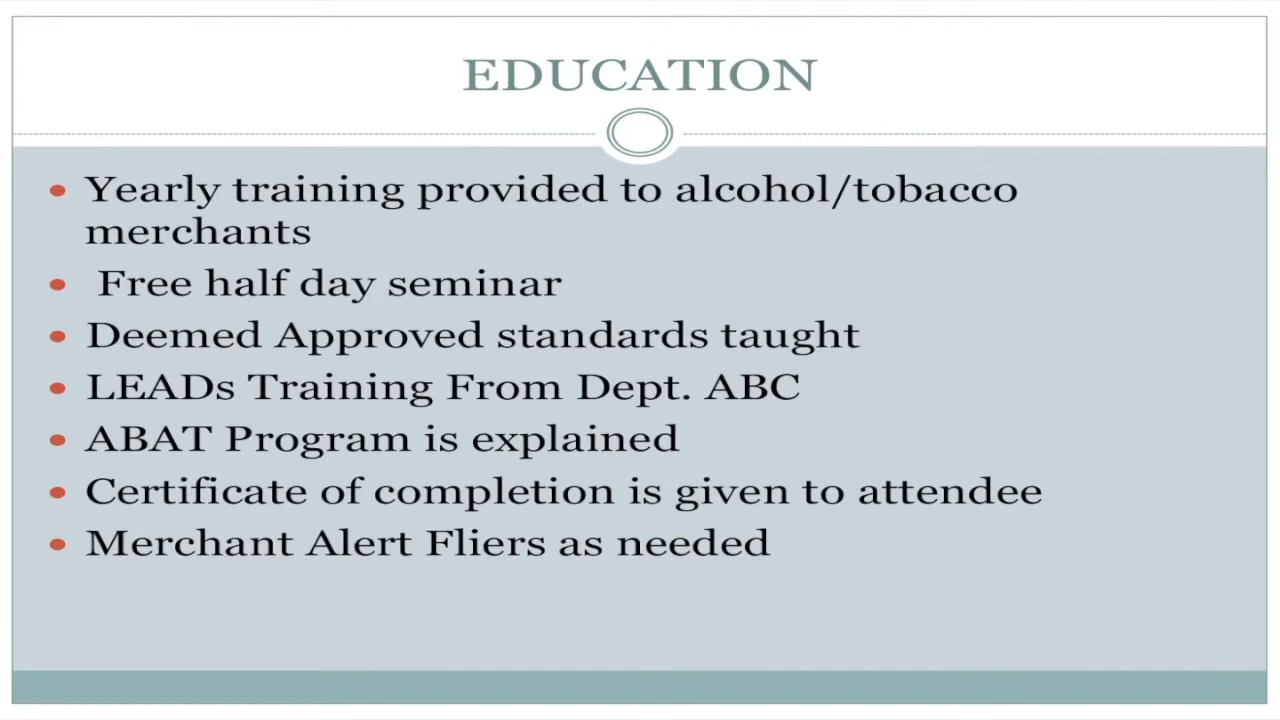 EDUCATION
• Yearly training provided to alcohol/tobacco
merchants
• Free half day seminar
• Deemed Approved standards taught
• LEADs Training From Dept. ABC
• ABAT Program is explained
• Certificate of completion is given to attendee
• Merchant Alert Fliers as needed